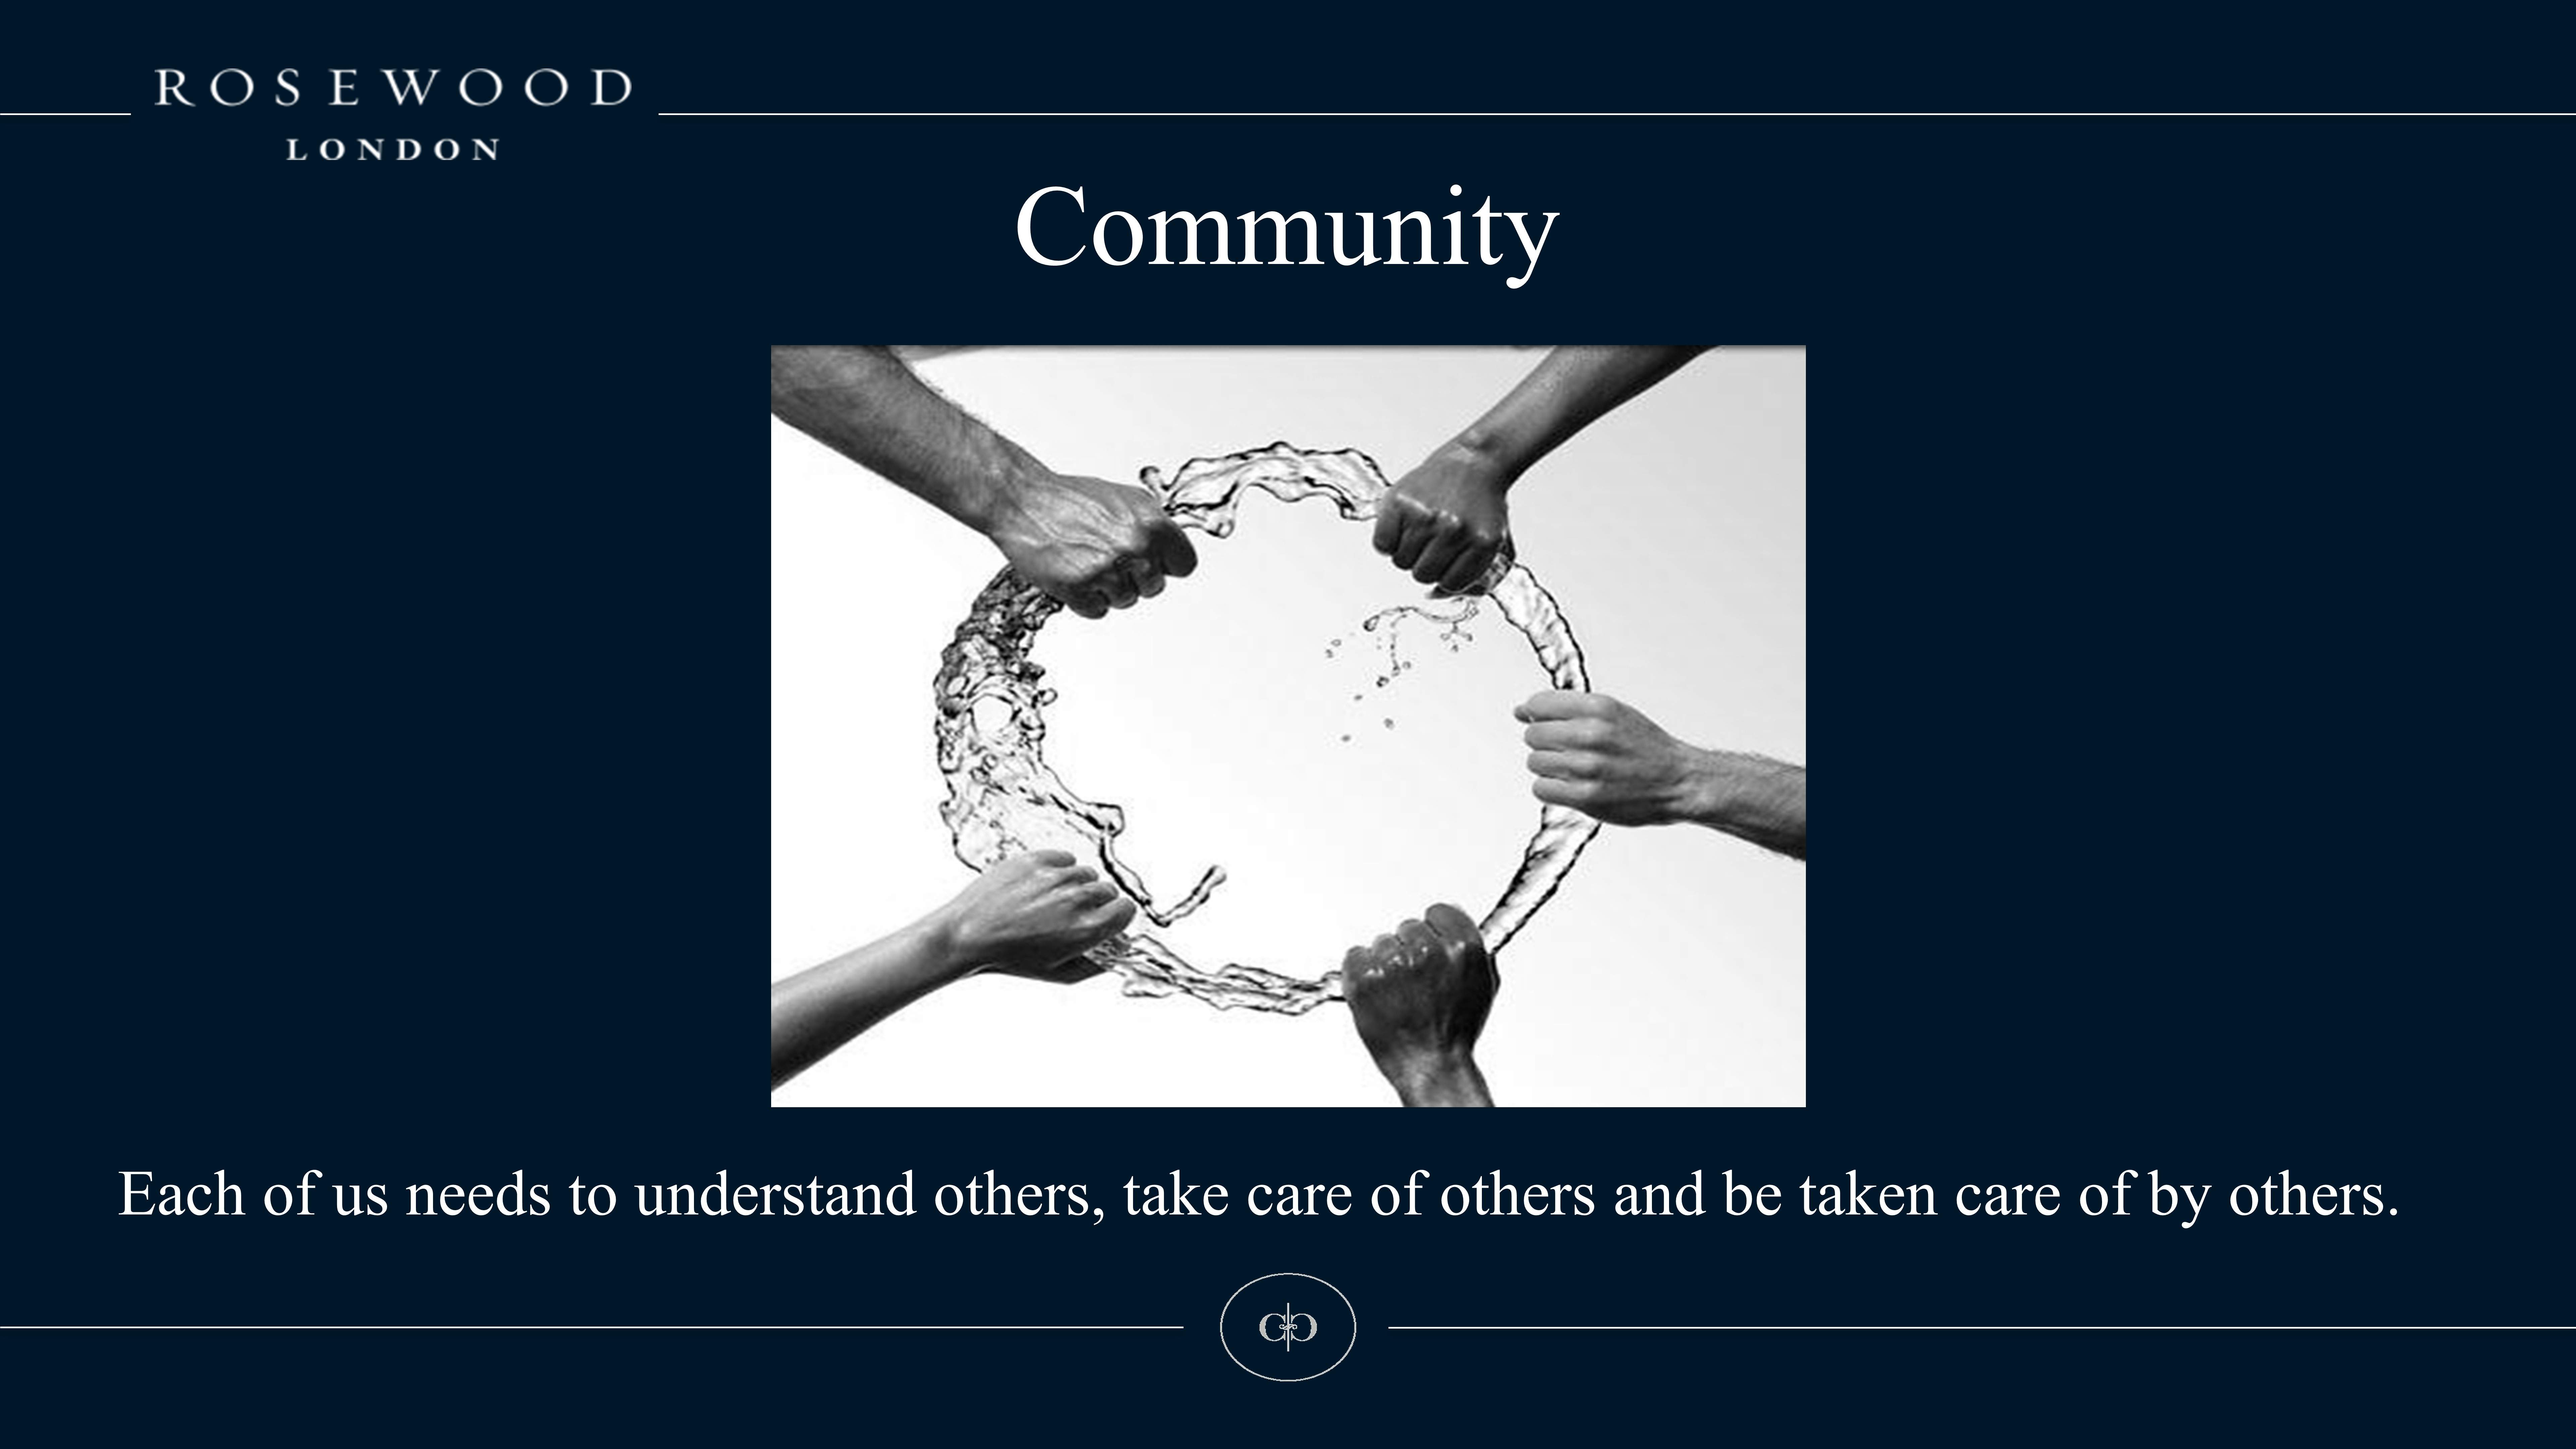 ROSEWOOD
LONDON
Community
Each of us needs to understand others, take care of others and be taken care of by others.